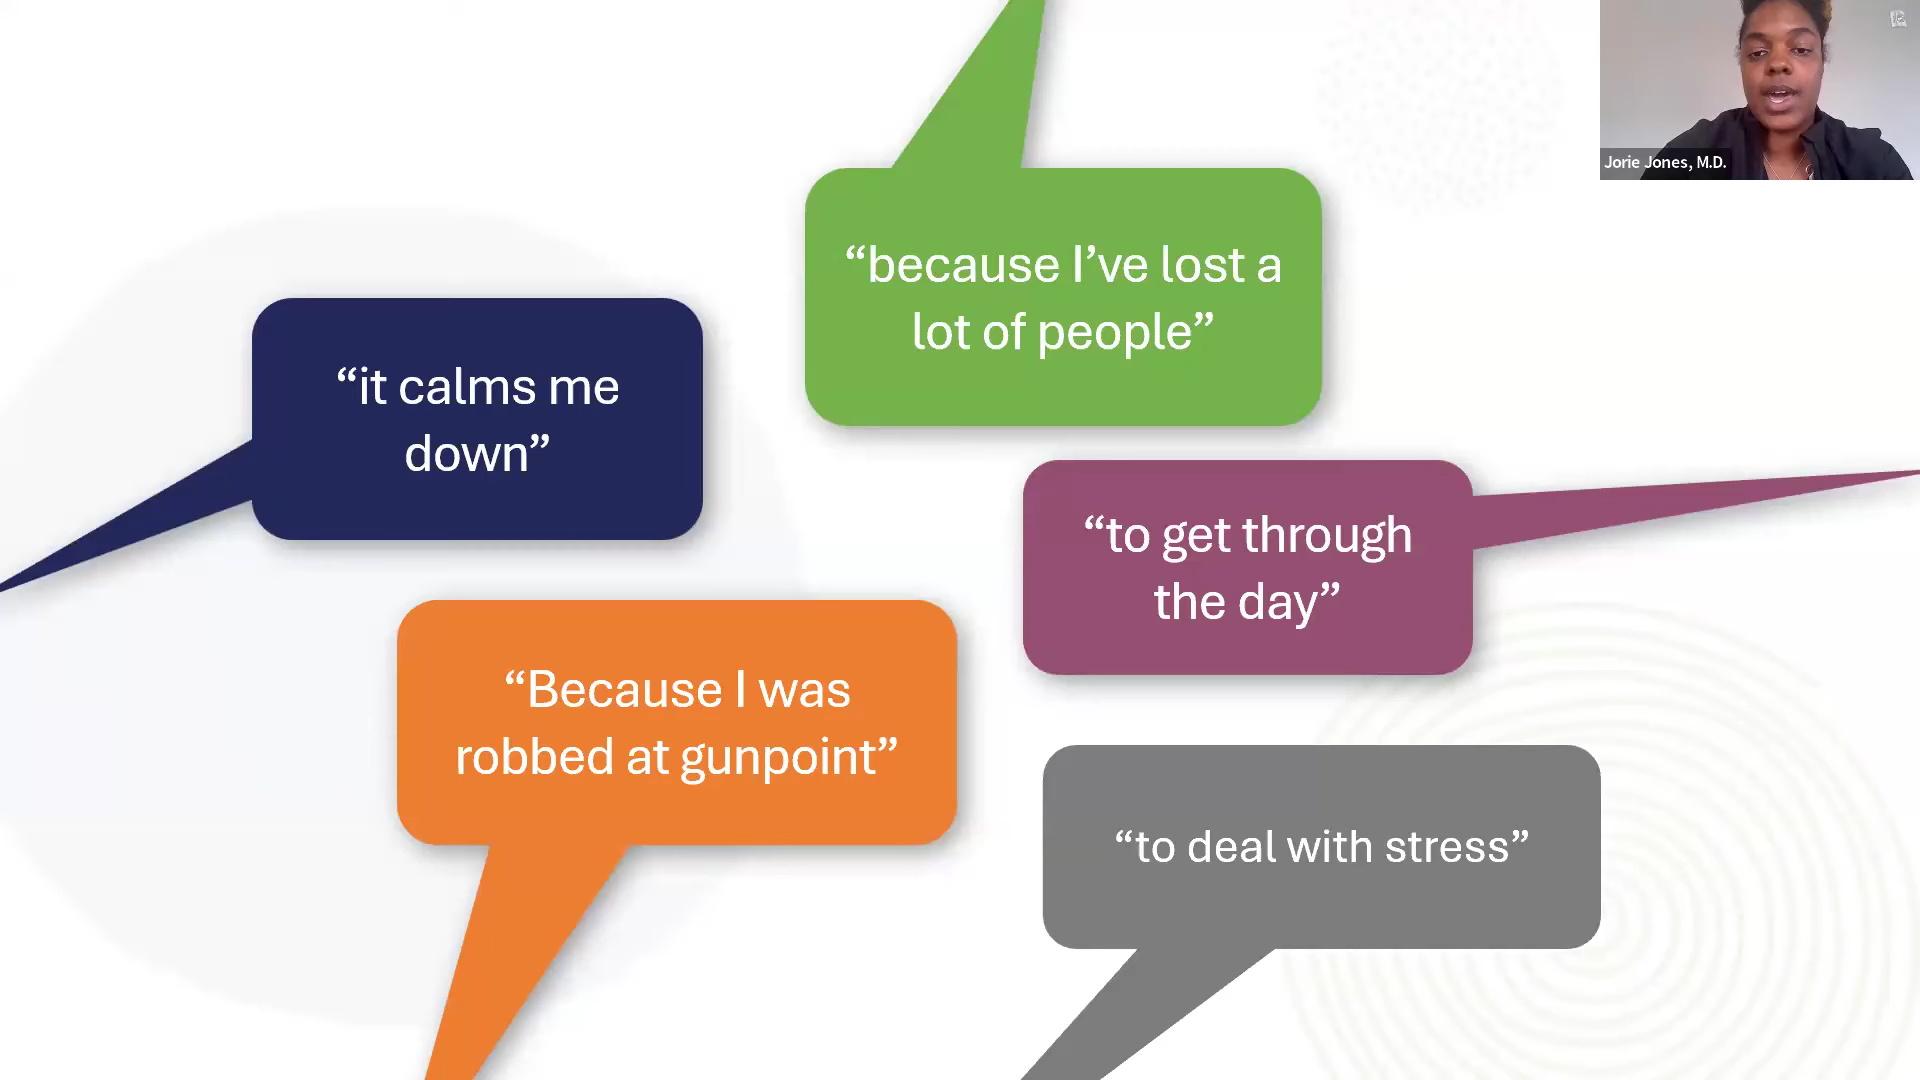 Jorie Jones, M.D.
“because I’ve lost a
lot of people”
“it calms me
down”
“to get through
the day”
“Because I was
robbed at gunpoint”
“to deal with stress”